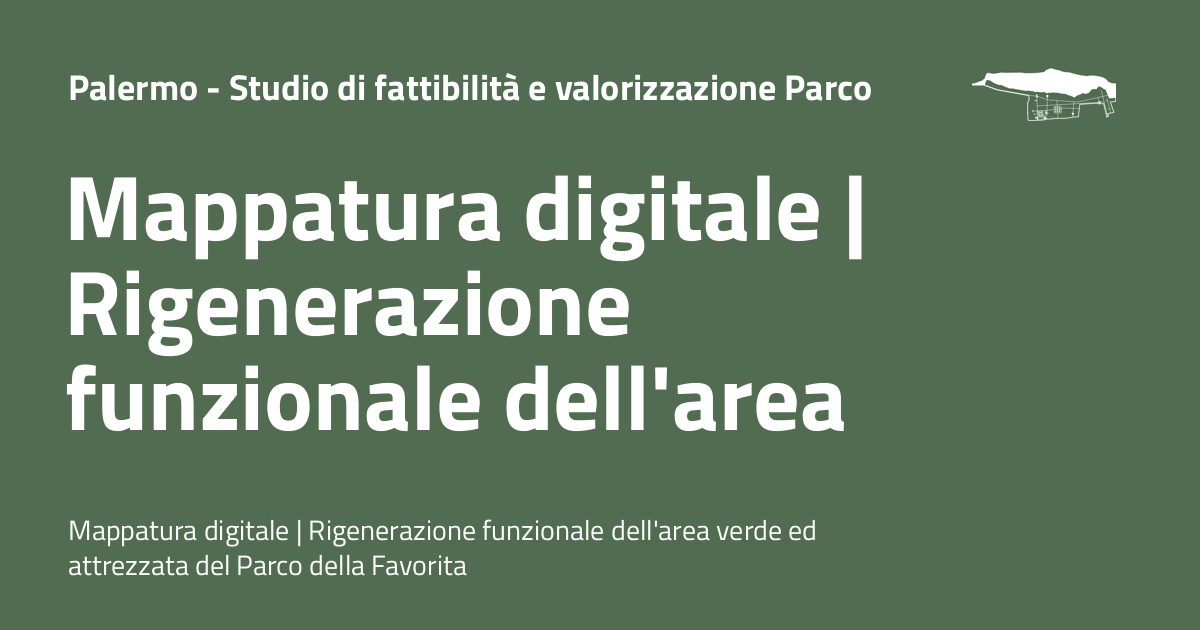 Palermo - Studio di fattibilità e valorizzazione Parco
Mappatura digitale |
Rigenerazione
funzionale dell'area
Mappatura digitale | Rigenerazione funzionale dell'area verde ed
attrezzata del Parco della Favorita